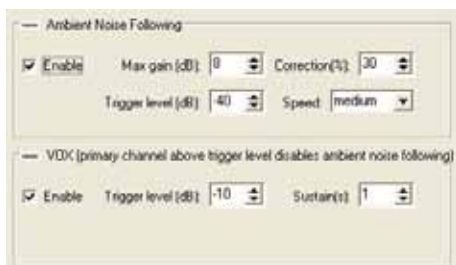 Ambient Noise Following
Enable Max gain (dB): 8 Correction(%): 30
Trigger level (dB): -40 Speed: medium
VOX (primary channel above trigger level disables ambient noise following)
Enable Trigger level (dB): -10 Sustain(s): 1